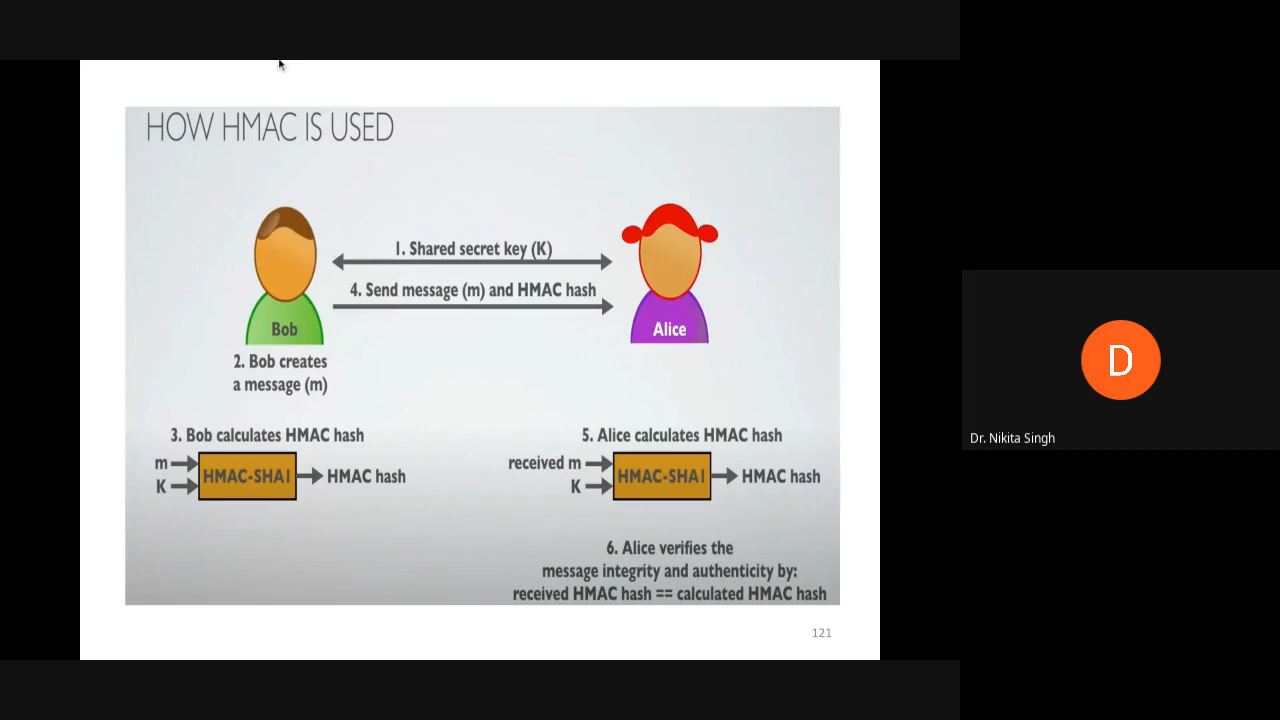 HOW HMAC IS USED
1. Shared secret key (K)
4. Send message (m) and HMAC hash
Bob
Alice
2. Bob creates
a message (m)
3. Bob calculates HMAC hash
m
K
HMAC-SHA1
HMAC hash
5. Alice calculates HMAC hash
received m
K
HMAC-SHA1
HMAC hash
6. Alice verifies the
message integrity and authenticity by:
received HMAC hash == calculated HMAC hash
121
D
Dr. Nikita Singh